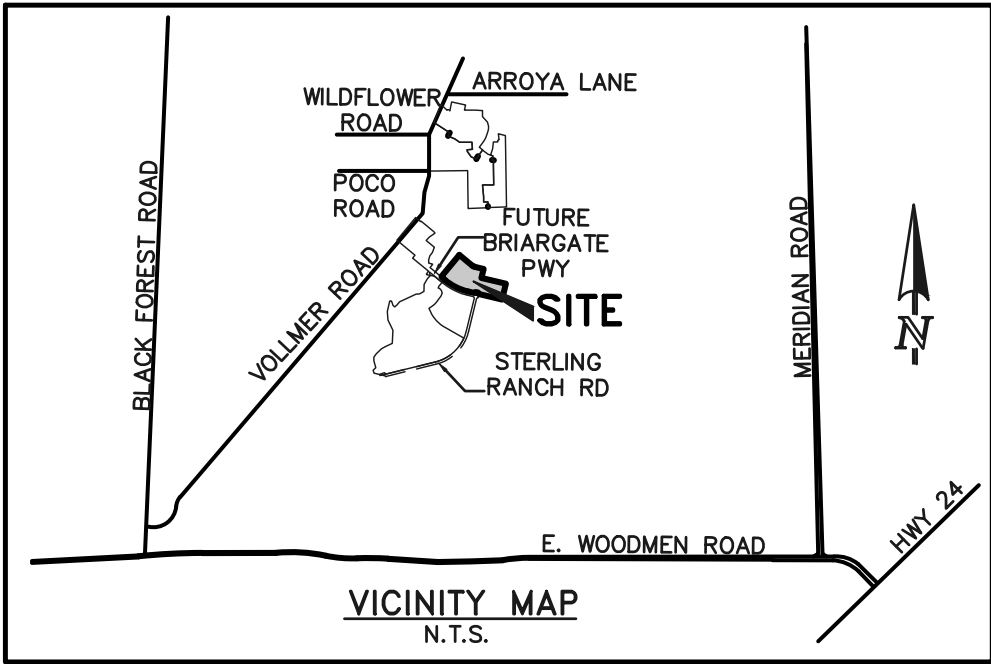 ARROYA LANE
WILDFLOWER
ROAD
POCO
ROAD
FUTURE
BRIARGATE
PWY
SITE
BLACK FOREST ROAD
VOLLMER ROAD
MERIDIAN ROAD
N
STERLING
RANCH RD
HWY 24
E. WOODMEN ROAD
VICINITY MAP
N.T.S.